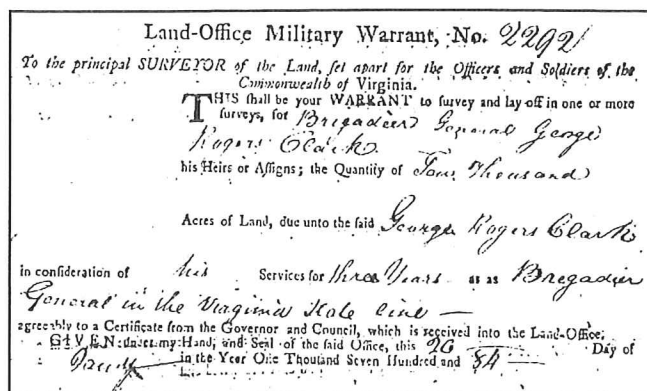 Land-Office Military Warrant, No. 2292
To the principal SURVEYOR of the Land, set apart for the Officers and Soldiers of the
Commonwealth of Virginia.
THIS shall be your WARRANT to survey and lay off in one or more
surveys, for Brigadier General George
Rogers Clark
his Heirs or Assigns; the Quantity of Thousand
Acres of Land, due unto the said George Rogers Clark
in consideration of his Services for three Years as as Bregadier
General in the Virginia State line —
agreeably to a Certificate from the Governor and Council, which is received into the Land-Office.
GIVEN under my Hand, and Seal of the said Office, this 20 Day of
Jany in the Year One Thousand Seven Hundred and 84